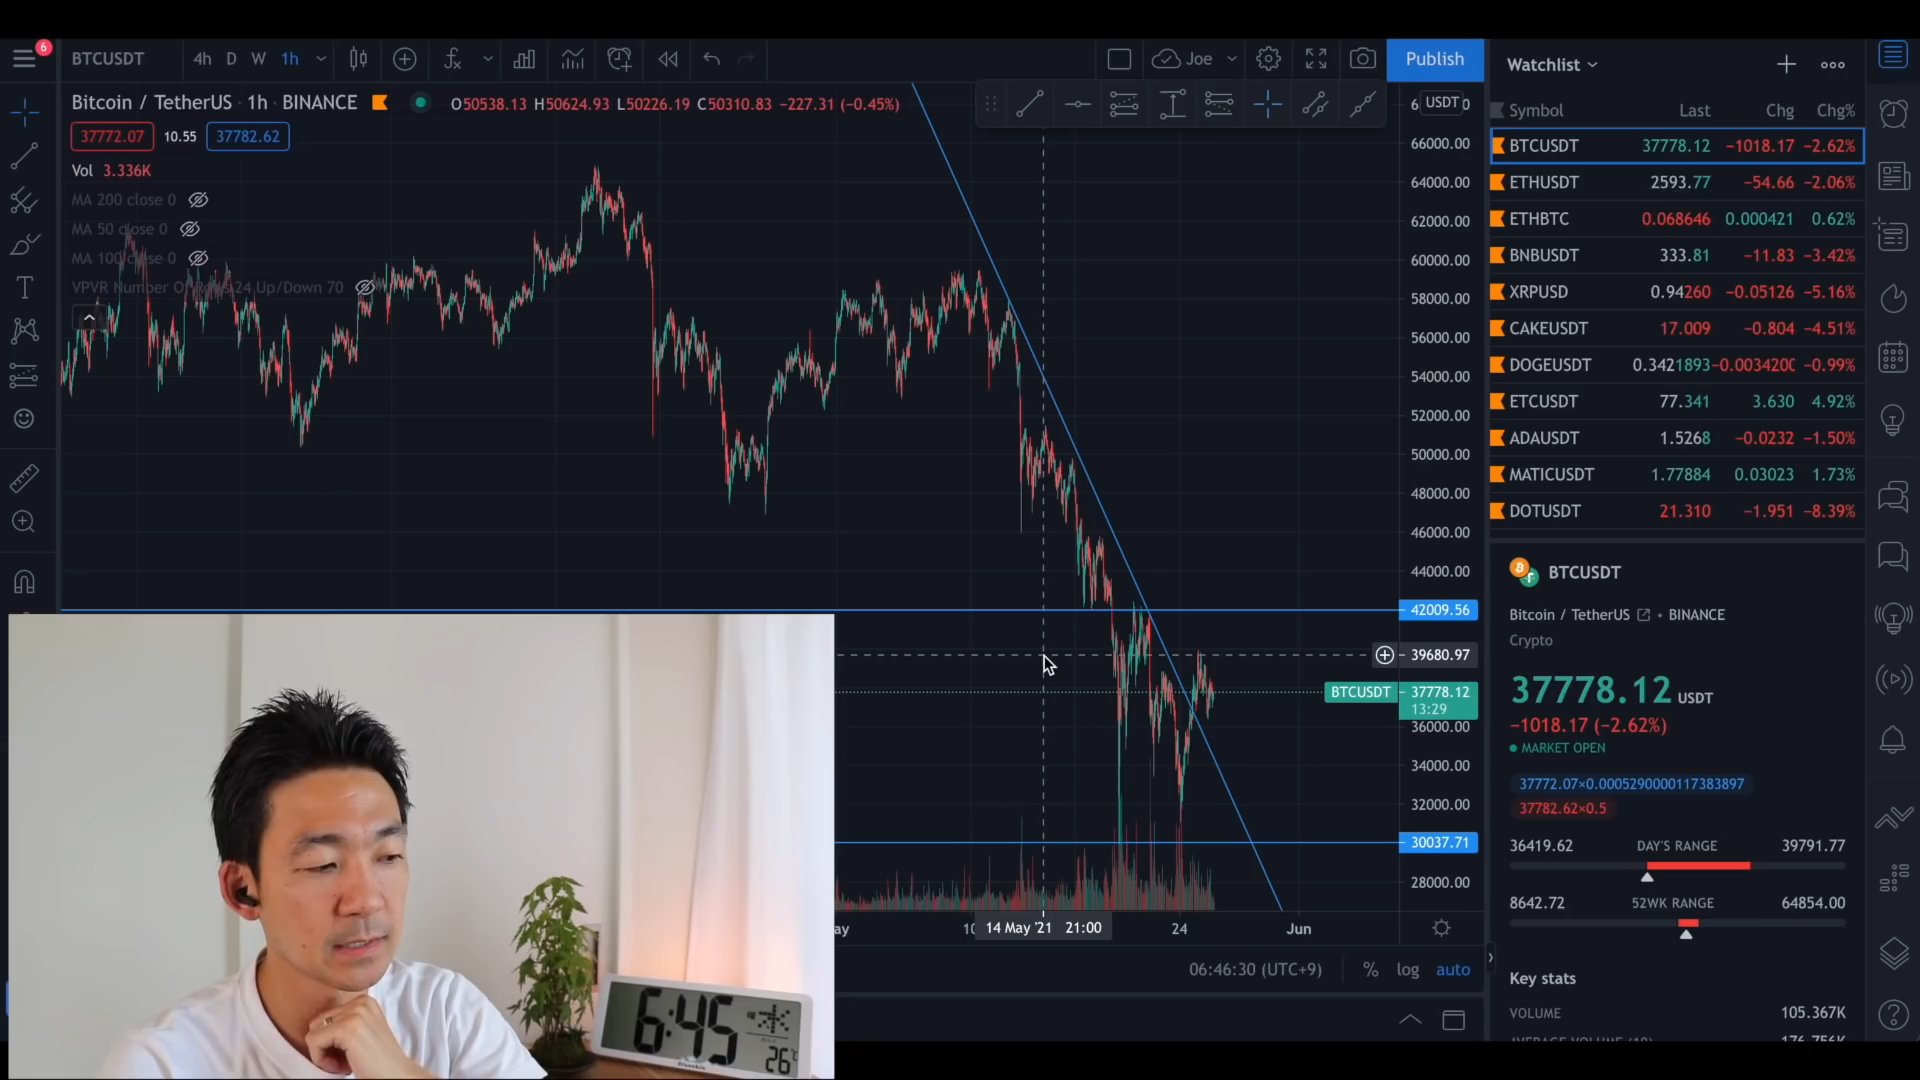 6
BTCUSDT
4h D W 1h
Joe
Publish
Bitcoin / TetherUS · 1h · BINANCE
O50538.13 H50624.93 L50226.19 C50310.83 −227.31 (−0.45%)
37772.07 10.55 37782.62
Vol 3.336K
MA 200 close 0
MA 50 close 0
MA 100 close 0
USDT
66000.00
64000.00
62000.00
60000.00
58000.00
56000.00
54000.00
52000.00
50000.00
48000.00
46000.00
44000.00
42009.56
39680.97
BTCUSDT 37778.12
13:29
36000.00
34000.00
32000.00
30037.71
28000.00
14 May '21 21:00
24
Jun
06:46:30 (UTC+9)
% log auto
Watchlist
Symbol Last Chg Chg%
BTCUSDT 37778.12 −1018.17 −2.62%
ETHUSDT 2593.77 −54.66 −2.06%
ETHBTC 0.068646 0.000421 0.62%
BNBUSDT 333.81 −11.83 −3.42%
XRPUSD 0.94260 −0.05126 −5.16%
CAKEUSDT 17.009 −0.804 −4.51%
DOGEUSDT 0.3421893 −0.99%
ETCUSDT 77.341 3.630 4.92%
ADAUSDT 1.5268 −0.0232 −1.50%
MATICUSDT 1.77884 0.03023 1.73%
DOTUSDT 21.310 −1.951 −8.39%
BTCUSDT
Bitcoin / TetherUS • BINANCE
Crypto
37778.12 USDT
−1018.17 (−2.62%)
MARKET OPEN
37772.07×0.0005290000117383897
37782.62×0.5
36419.62 DAY'S RANGE 39791.77
8642.72 52WK RANGE 64854.00
Key stats
VOLUME 105.367K
6:45
水
26